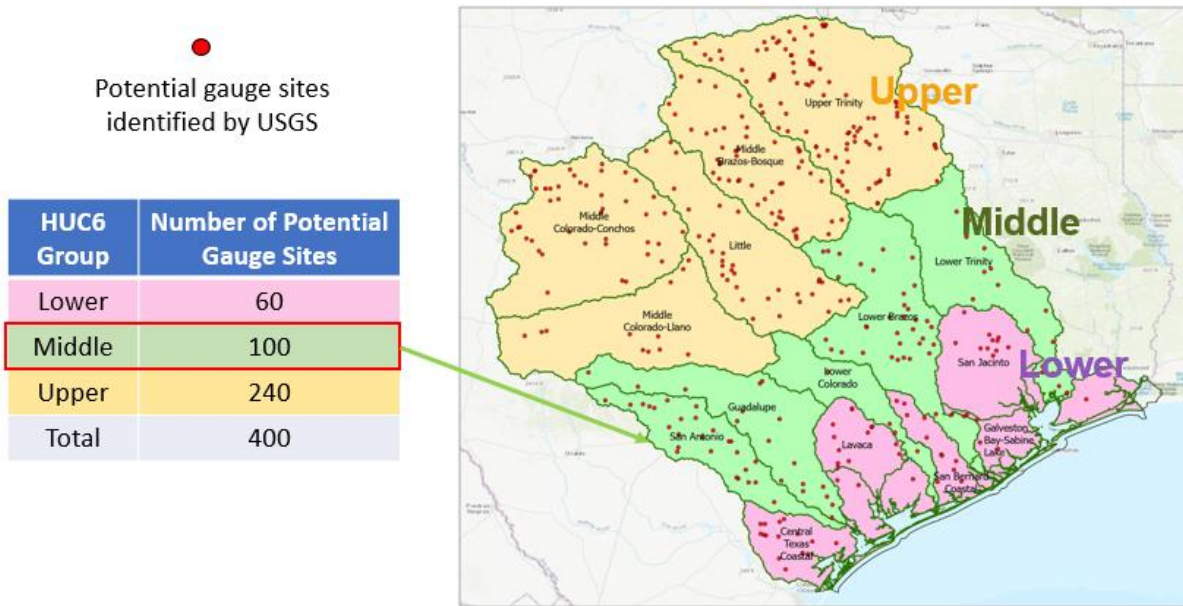 Potential gauge sites
identified by USGS
HUC6
Group
Number of Potential
Gauge Sites
Lower
60
Middle
100
Upper
240
Total
400
Upper
Upper Trinity
Middle
Brazos-Bosque
Middle
Colorado-Conchos
Little
Middle
Lower Trinity
Middle
Colorado-Llano
Lower Brazos
San Jacinto
Lower
Lower
Colorado
Guadalupe
San Antonio
Lavaca
Galveston
Bay-Sabine
Lake
San Bernard
Coastal
Central
Texas
Coastal